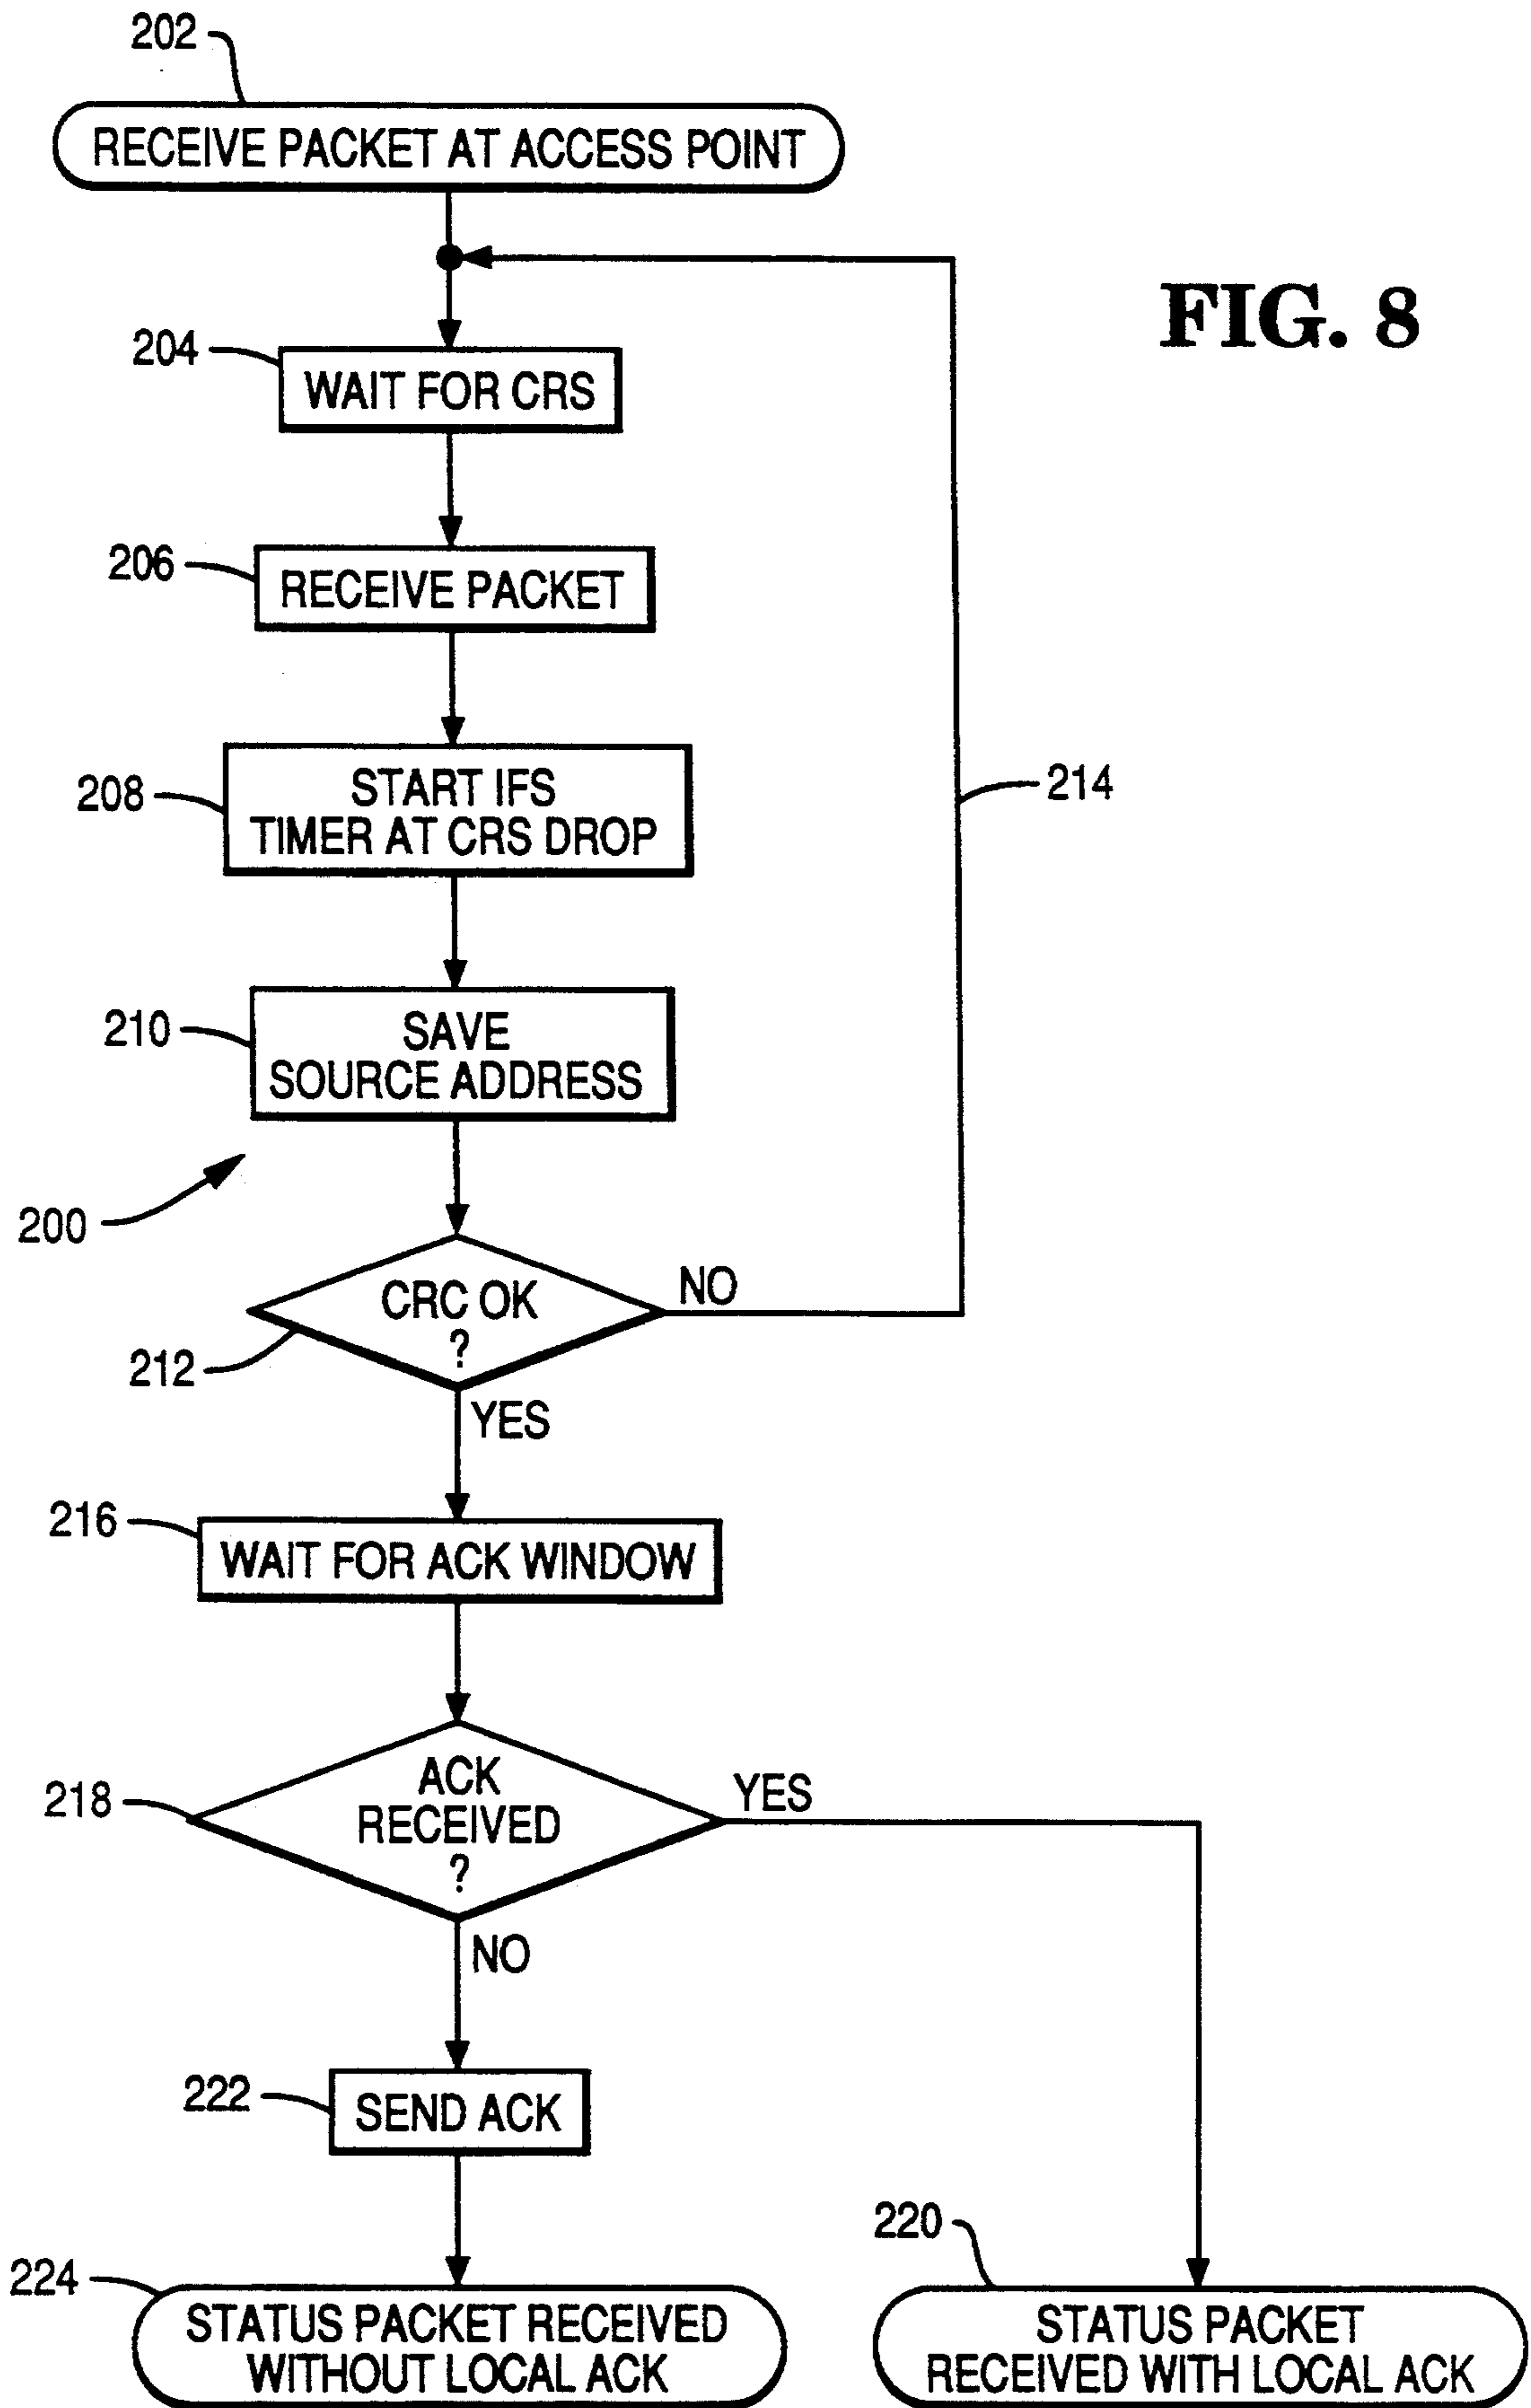 202
RECEIVE PACKET AT ACCESS POINT
FIG. 8
204
WAIT FOR CRS
206
RECEIVE PACKET
208
START IFS
TIMER AT CRS DROP
214
210
SAVE
SOURCE ADDRESS
200
CRC OK
?
NO
212
YES
216
WAIT FOR ACK WINDOW
218
ACK
RECEIVED
?
YES
NO
222
SEND ACK
220
224
STATUS PACKET RECEIVED
WITHOUT LOCAL ACK
STATUS PACKET
RECEIVED WITH LOCAL ACK